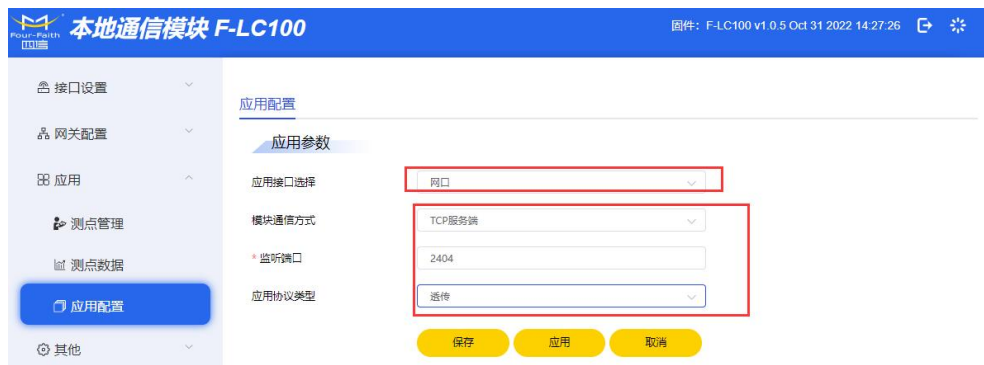 Four-Faith
四信
本地通信模块 F-LC100
固件：F-LC100 v1.0.5 Oct 31 2022 14:27:26
接口设置
网关配置
应用
测点管理
测点数据
应用配置
其他
应用配置
应用参数
应用接口选择 网口
模块通信方式 TCP服务端
* 监听端口 2404
应用协议类型 透传
保存 应用 取消